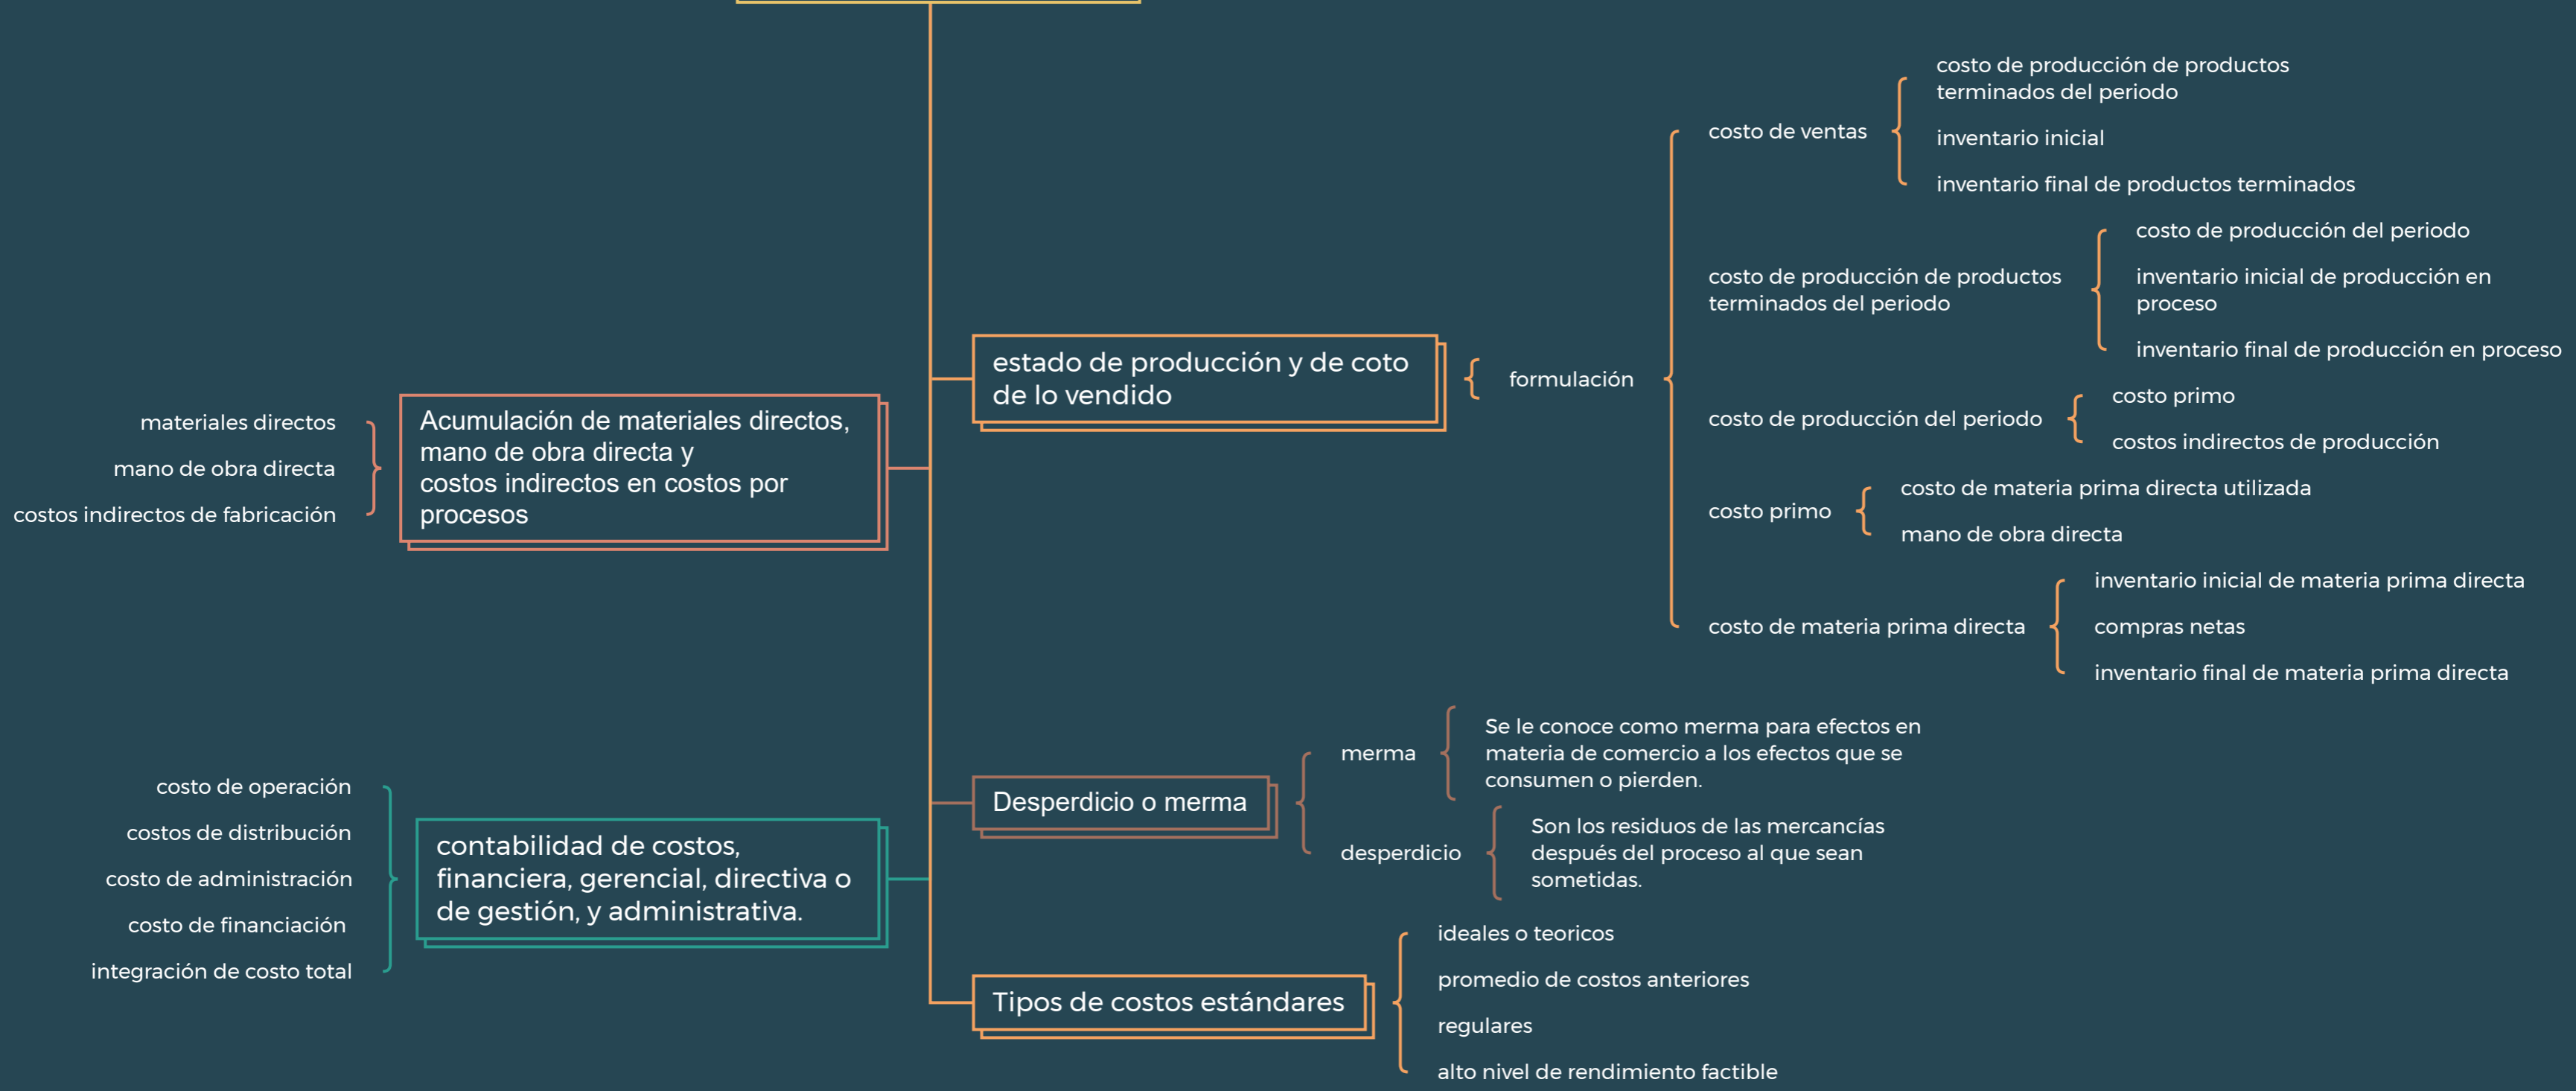 costo de producción de productos
terminados del periodo
costo de ventas
inventario inicial
inventario final de productos terminados
costo de producción del periodo
costo de producción de productos
terminados del periodo
inventario inicial de producción en
proceso
inventario final de producción en proceso
estado de producción y de coto
de lo vendido
formulación
costo de producción del periodo
costo primo
costos indirectos de producción
costo primo
costo de materia prima directa utilizada
mano de obra directa
costo de materia prima directa
inventario inicial de materia prima directa
compras netas
inventario final de materia prima directa
materiales directos
mano de obra directa
costos indirectos de fabricación
Acumulación de materiales directos,
mano de obra directa y
costos indirectos en costos por
procesos
Desperdicio o merma
merma
Se le conoce como merma para efectos en
materia de comercio a los efectos que se
consumen o pierden.
desperdicio
Son los residuos de las mercancías
después del proceso al que sean
sometidas.
costo de operación
costos de distribución
costo de administración
costo de financiación
integración de costo total
contabilidad de costos,
financiera, gerencial, directiva o
de gestión, y administrativa.
Tipos de costos estándares
ideales o teoricos
promedio de costos anteriores
regulares
alto nivel de rendimiento factible